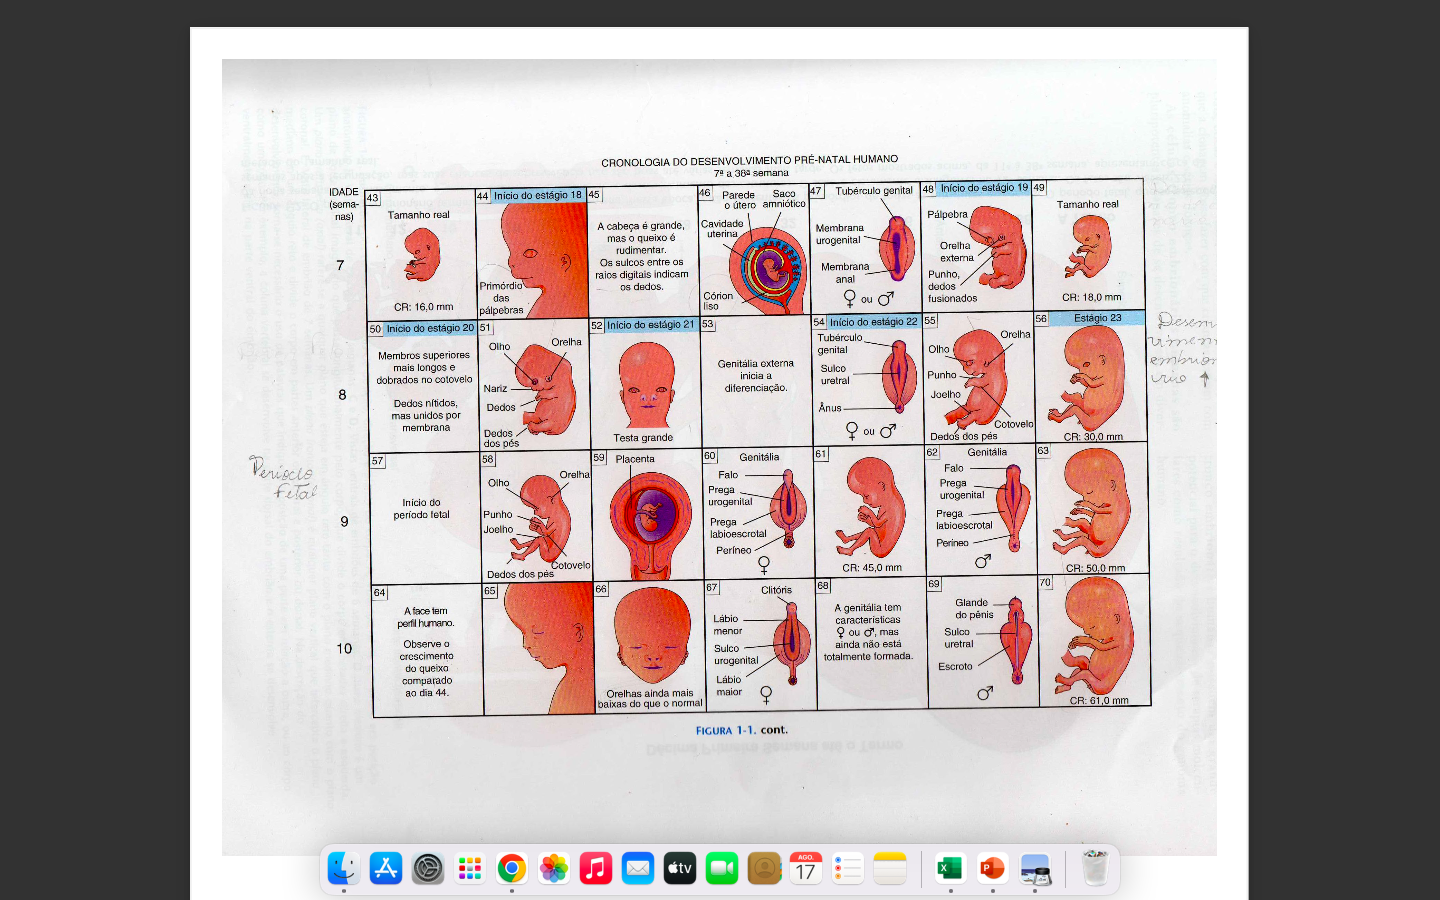 CRONOLOGIA DO DESENVOLVIMENTO PRÉ-NATAL HUMANO
7ª a 38ª semana
IDADE
(sema-
nas)
7
43
Tamanho real
CR: 16,0 mm
44 Início do estágio 18
Primórdio
das
pálpebras
45
A cabeça é grande,
mas o queixo é
rudimentar.
Os sulcos entre os
raios digitais indicam
os dedos.
46
Parede
o útero
Saco
amniótico
Cavidade
uterina
Córion
liso
47
Tubérculo genital
Membrana
urogenital
Membrana
anal
♀ ou ♂
48 Início do estágio 19
Pálpebra
Orelha
externa
Punho,
dedos
fusionados
49
Tamanho real
CR: 18,0 mm
8
50 Início do estágio 20
Membros superiores
mais longos e
dobrados no cotovelo
Dedos nítidos,
mas unidos por
membrana
51
Olho
Orelha
Nariz
Dedos
Dedos
dos pés
52 Início do estágio 21
Testa grande
53
Genitália externa
inicia a
diferenciação.
54 Início do estágio 22
Tubérculo
genital
Sulco
uretral
Ânus
♀ ou ♂
55
Olho
Orelha
Punho
Joelho
Cotovelo
Dedos dos pés
56
Estágio 23
CR: 30,0 mm
Desem
embrio
9
57
Início do
período fetal
58
Olho
Orelha
Punho
Joelho
Cotovelo
Dedos dos pés
59
Placenta
60
Genitália
Falo
Prega
urogenital
Prega
labioescrotal
Períneo
♀
61
CR: 45,0 mm
62
Genitália
Falo
Prega
urogenital
Prega
labioescrotal
Períneo
♂
63
CR: 50,0 mm
Período
Fetal
10
64
A face tem
perfil humano.
Observe o
crescimento
do queixo
comparado
ao dia 44.
65
66
Orelhas ainda mais
baixas do que o normal
67
Clitóris
Lábio
menor
Sulco
urogenital
Lábio
maior
♀
68
A genitália tem
características
♀ ou ♂, mas
ainda não está
totalmente formada.
69
Glande
do pênis
Sulco
uretral
Escroto
♂
70
CR: 61,0 mm
FIGURA 1-1. cont.
tv
AGO.
17
X
P